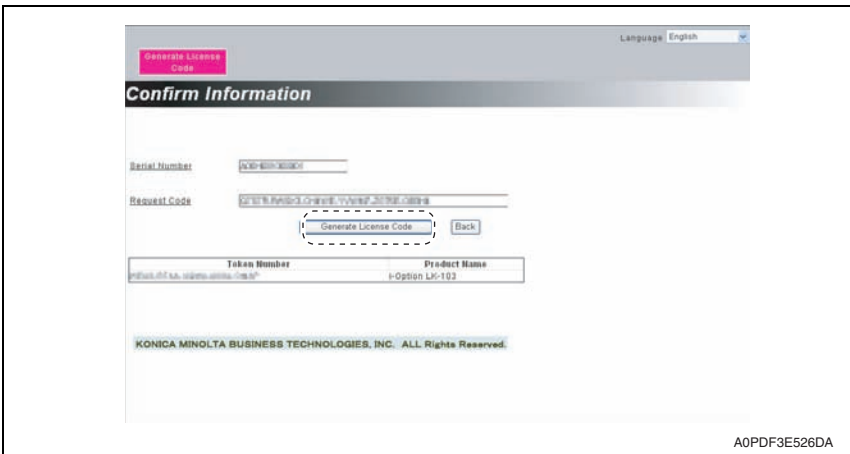 Language English
Generate License
Code
Confirm Information
Serial Number
Request Code
Generate License Code Back
Token Number Product Name
i-Option LK-103
KONICA MINOLTA BUSINESS TECHNOLOGIES, INC. ALL Rights Reserved.
A0PDF3E526DA